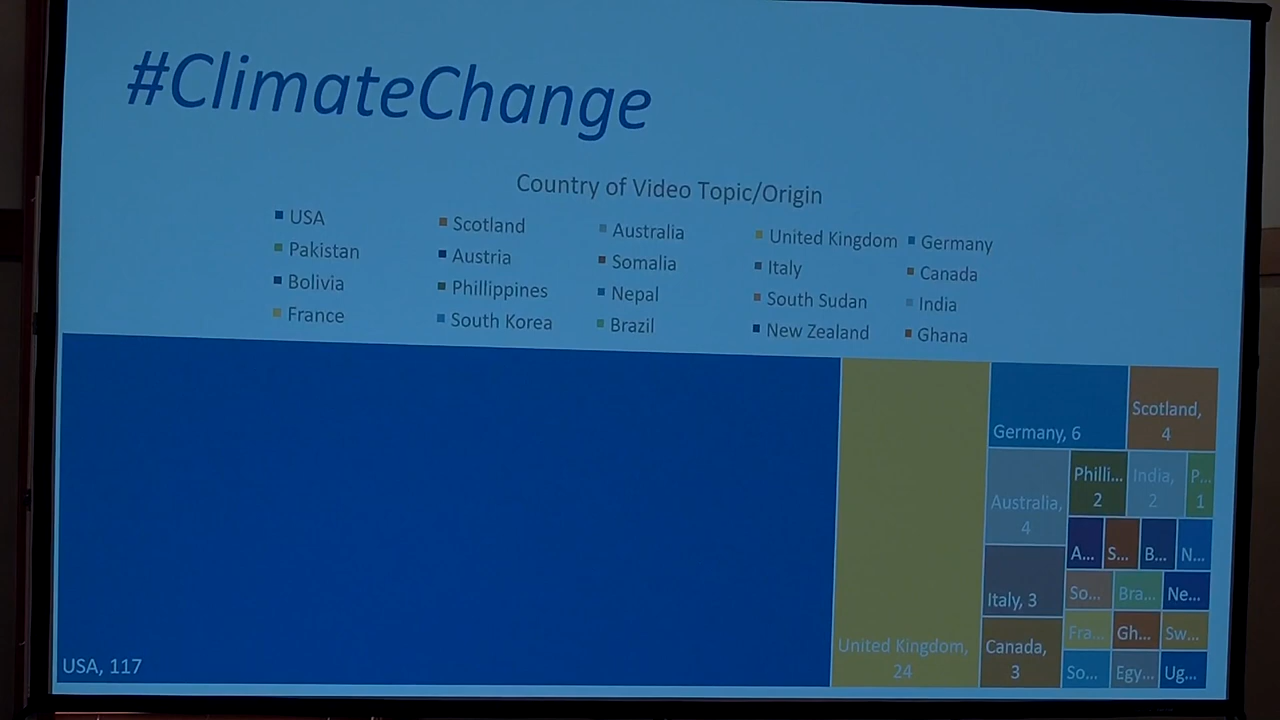 #ClimateChange
Country of Video Topic/Origin
USA
Scotland
Australia
United Kingdom
Germany
Pakistan
Austria
Somalia
Italy
Canada
Bolivia
Phillippines
Nepal
South Sudan
India
France
South Korea
Brazil
New Zealand
Ghana
USA, 117
United Kingdom,
24
Germany, 6
Scotland,
4
Australia,
4
Philli...
2
India,
2
P...
1
Italy, 3
A...
S...
B...
N...
So...
Bra...
Ne...
Canada,
3
Fra...
Gh...
Sw...
So...
Egy...
Ug...